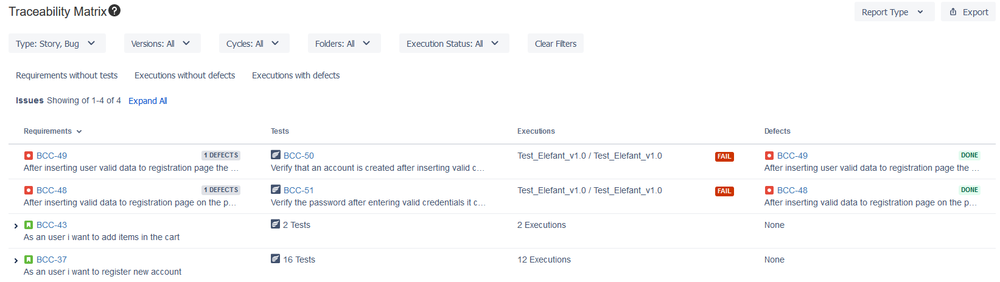 Traceability Matrix ?
Report Type
Export
Type: Story, Bug
Versions: All
Cycles: All
Folders: All
Execution Status: All
Clear Filters
Requirements without tests
Executions without defects
Executions with defects
Issues Showing of 1-4 of 4 Expand All
Requirements
Tests
Executions
Defects
BCC-49
1 DEFECTS
After inserting user valid data to registration page the ...
BCC-50
Verify that an account is created after inserting valid c...
Test_Elefant_v1.0 / Test_Elefant_v1.0
FAIL
BCC-49
DONE
After inserting user valid data to registration page the ...
BCC-48
1 DEFECTS
After inserting valid data to registration page on the p...
BCC-51
Verify the password after entering valid credentials it c...
Test_Elefant_v1.0 / Test_Elefant_v1.0
FAIL
BCC-48
DONE
After inserting valid data to registration page on the p...
BCC-43
As an user i want to add items in the cart
2 Tests
2 Executions
None
BCC-37
As an user i want to register new account
16 Tests
12 Executions
None